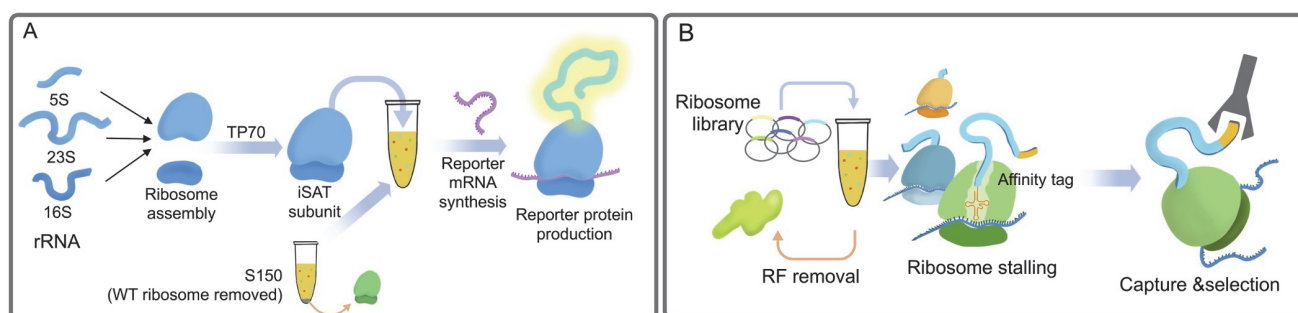 A
5S
23S
16S
rRNA
Ribosome
assembly
TP70
iSAT
subunit
S150
(WT ribosome removed)
Reporter
mRNA
synthesis
Reporter protein
production
B
Ribosome
library
RF removal
Affinity tag
Ribosome stalling
Capture &selection